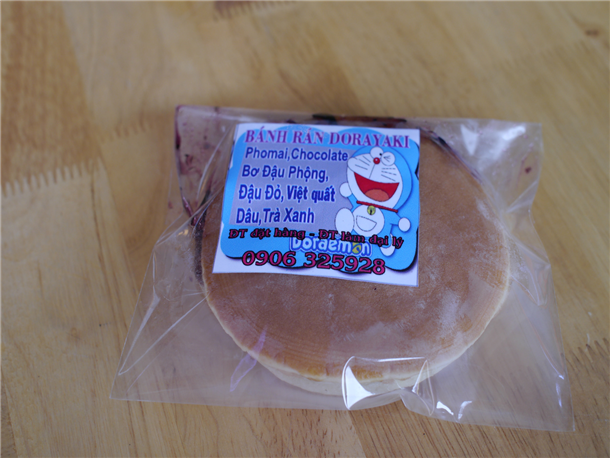 BÁNH RÁN DORAYAKI
Phomai,Chocolate
Bơ Đậu Phộng,
Đậu Đỏ, Việt quất
Dâu,Trà Xanh
ĐT đặt hàng - ĐT làm đại lý
Doraemon
0906 325928